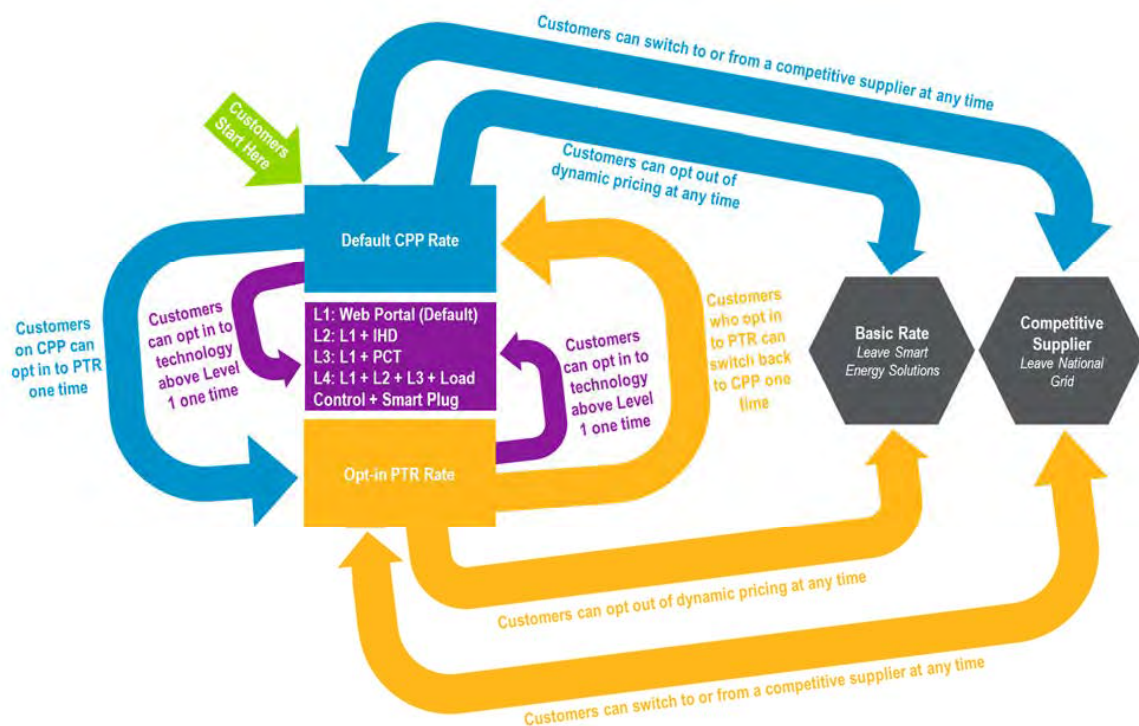 Customers can switch to or from a competitive supplier at any time
Customers
Start Here
Customers can opt out of
dynamic pricing at any time
Default CPP Rate
Customers
on CPP can
opt in to PTR
one time
Customers
can opt in to
technology
above Level
1 one time
L1: Web Portal (Default)
L2: L1 + IHD
L3: L1 + PCT
L4: L1 + L2 + L3 + Load
Control + Smart Plug
Customers
can opt in to
technology
above Level
1 one time
Customers
who opt in
to PTR can
switch back
to CPP one
time
Basic Rate
Leave Smart
Energy Solutions
Competitive
Supplier
Leave National
Grid
Opt-in PTR Rate
Customers can opt out of dynamic pricing at any time
Customers can switch to or from a competitive supplier at any time